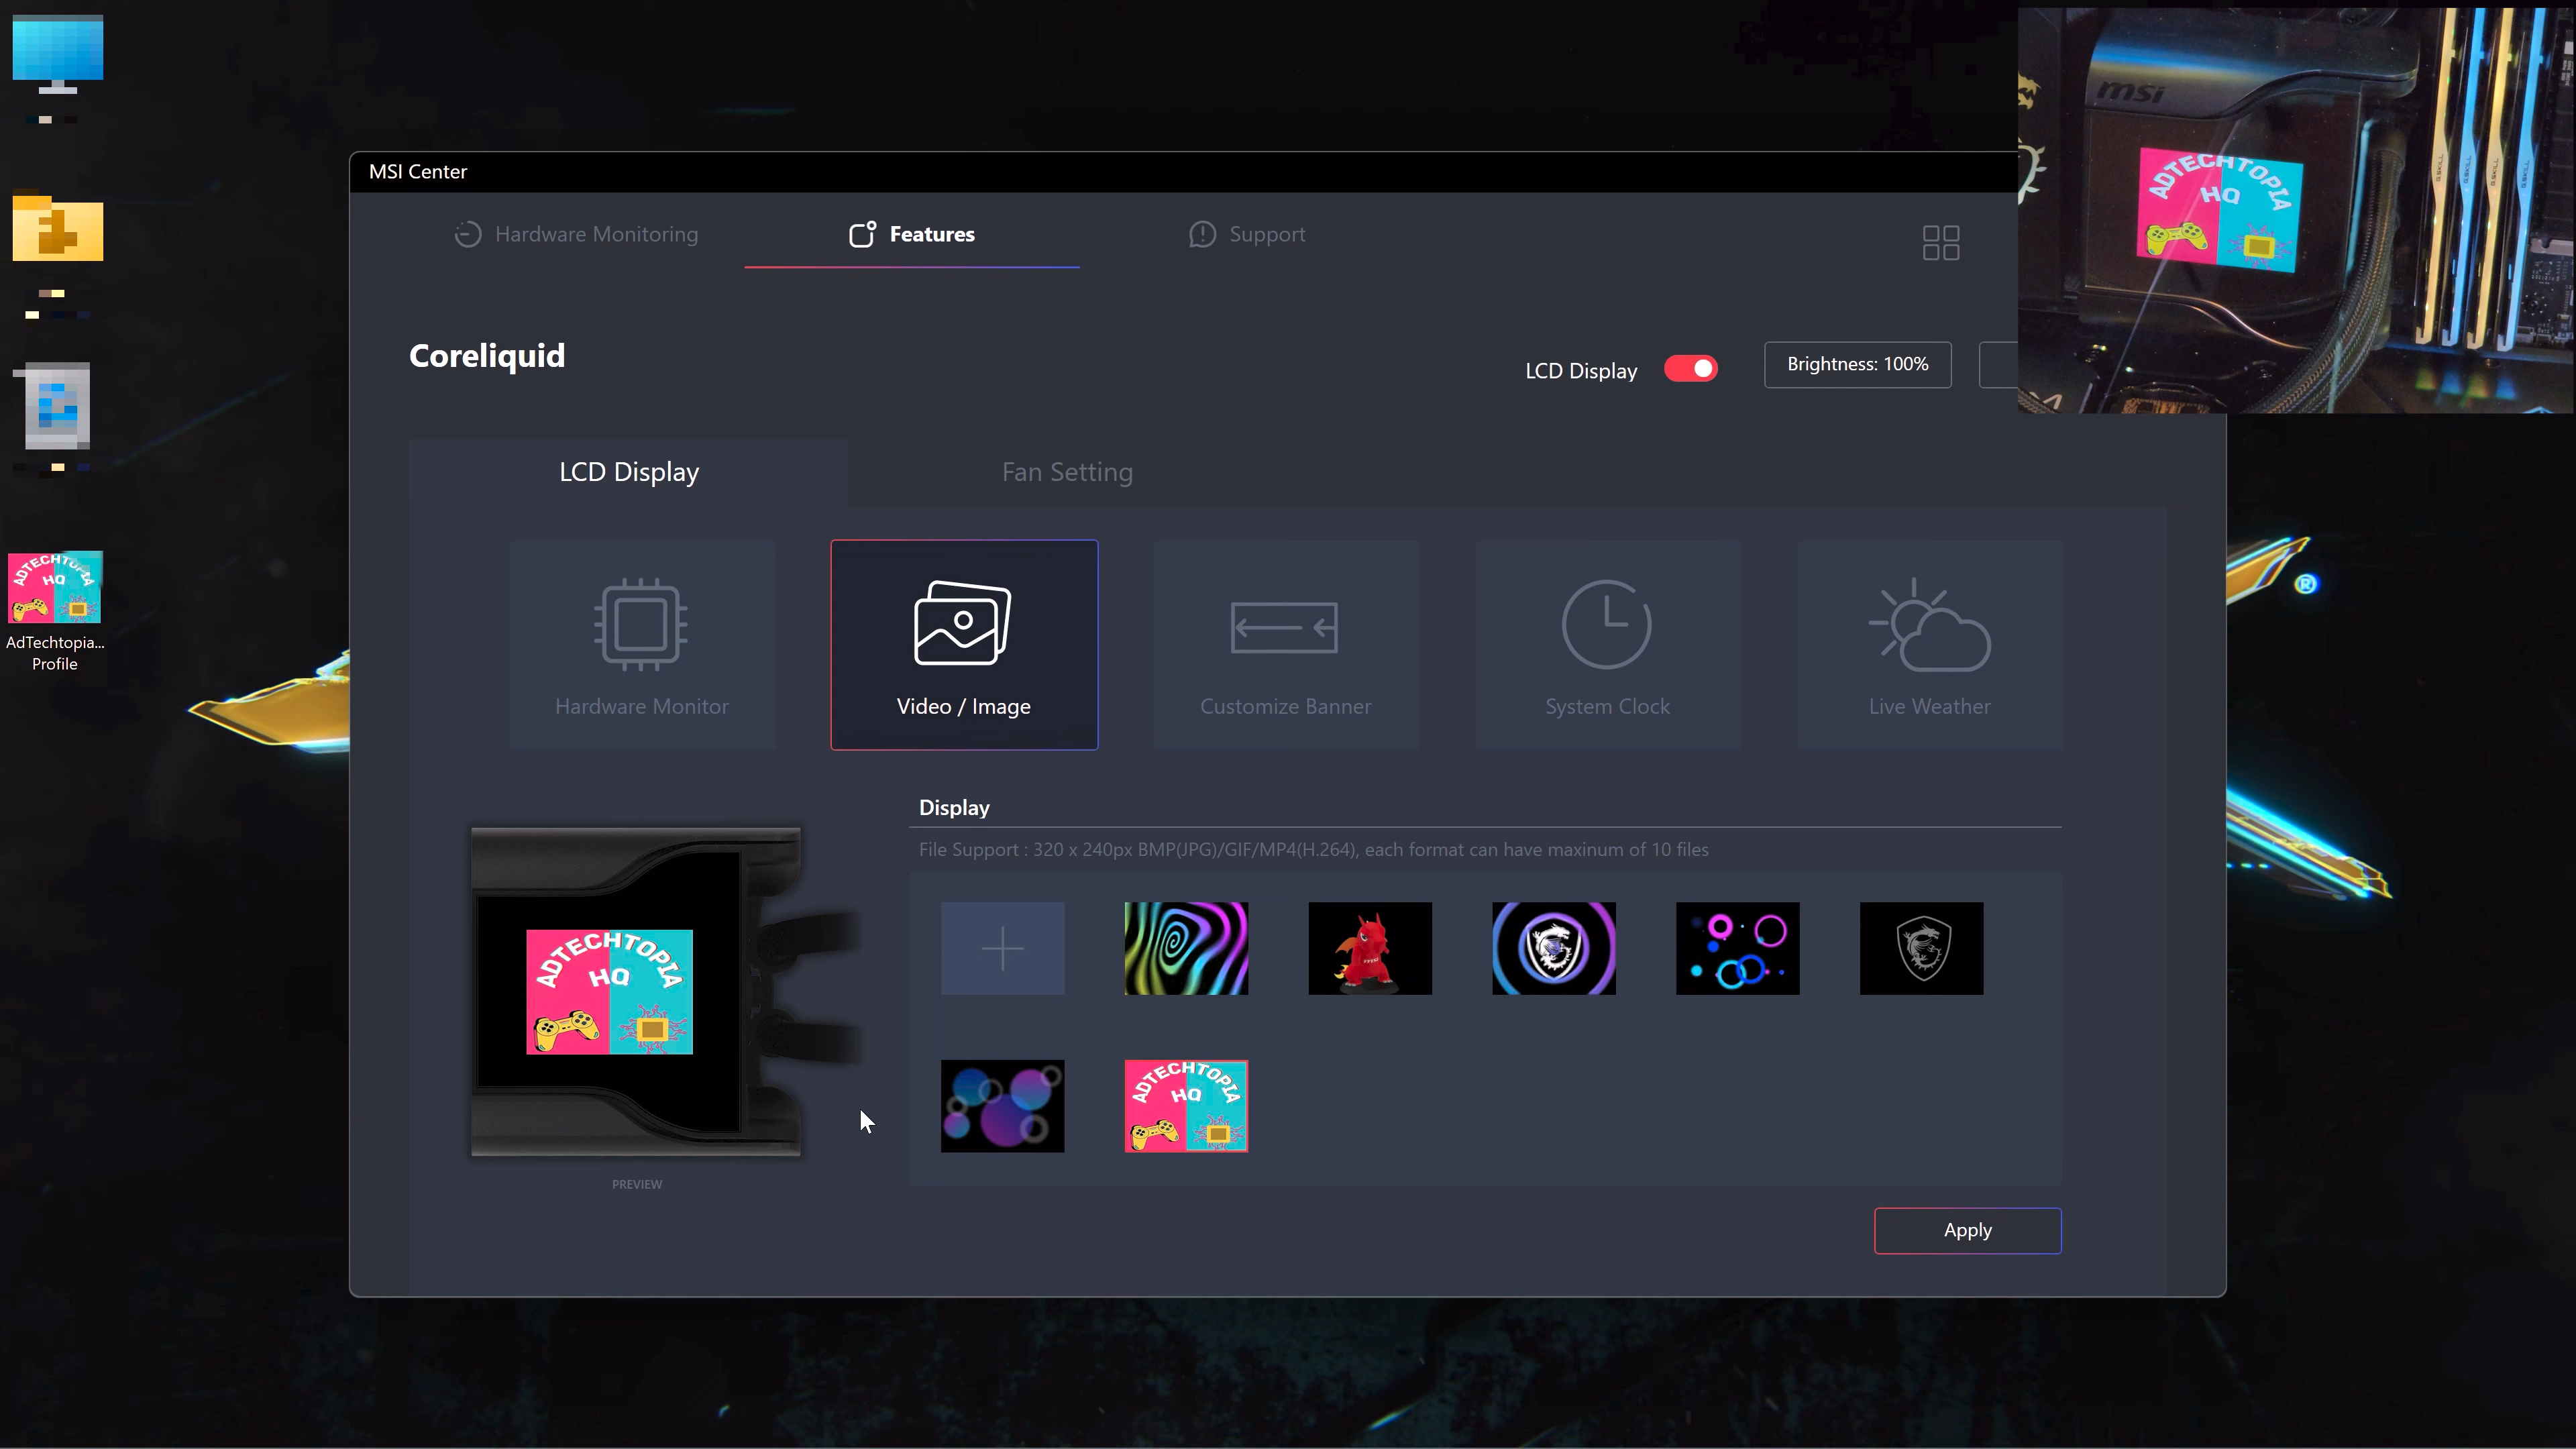 MSI Center
Hardware Monitoring
Features
Support
msi
ADTECHTOPIA
HQ
Coreliquid
LCD Display
Brightness: 100%
LCD Display
Fan Setting
Hardware Monitor
Video / Image
Customize Banner
System Clock
Live Weather
ADTECHTOPIA
HQ
AdTechtopia...
Profile
®
Display
File Support : 320 x 240px BMP(JPG)/GIF/MP4(H.264), each format can have maxinum of 10 files
ADTECHTOPIA
HQ
ADTECHTOPIA
HQ
PREVIEW
Apply